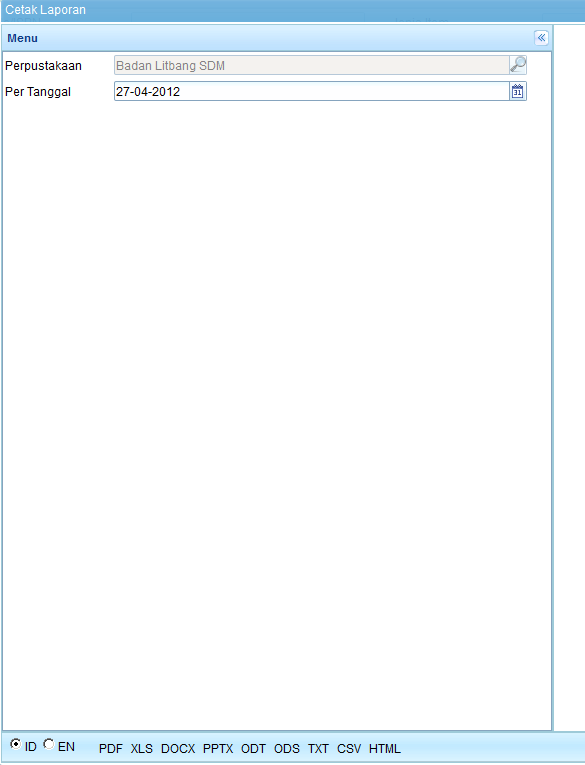 Cetak Laporan
Menu
Perpustakaan Badan Litbang SDM
Per Tanggal 27-04-2012 31
ID EN PDF XLS DOCX PPTX ODT ODS TXT CSV HTML